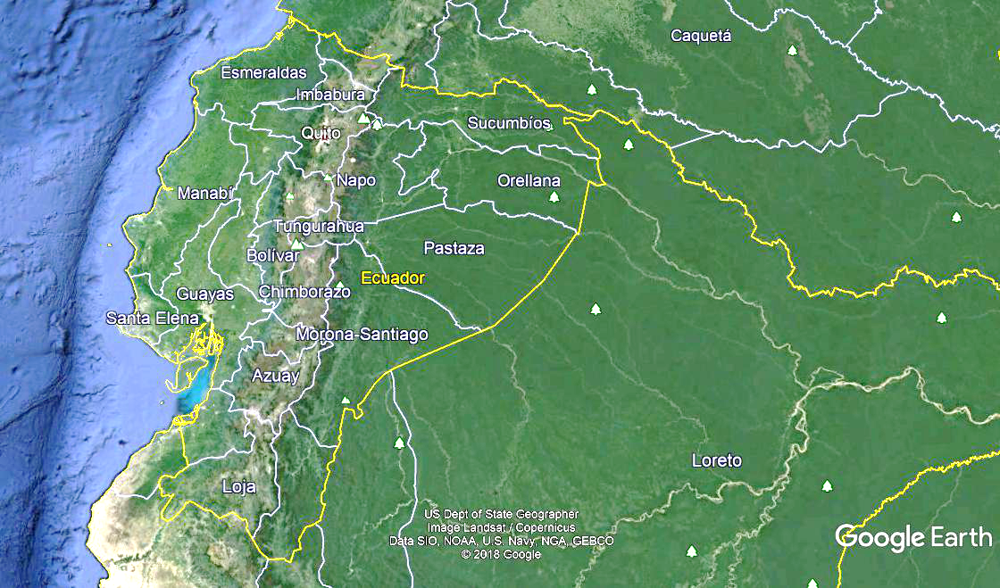 Caquetá
Esmeraldas
Imbabura
Sucumbíos
Quito
Napo
Orellana
Manabí
Tungurahua
Pastaza
Bolívar
Ecuador
Guayas
Chimborazo
Santa Elena
Morona-Santiago
Azuay
Loreto
Loja
US Dept of State Geographer
Image Landsat / Copernicus
Data SIO, NOAA, U.S. Navy, NGA, GEBCO
© 2018 Google
Google Earth